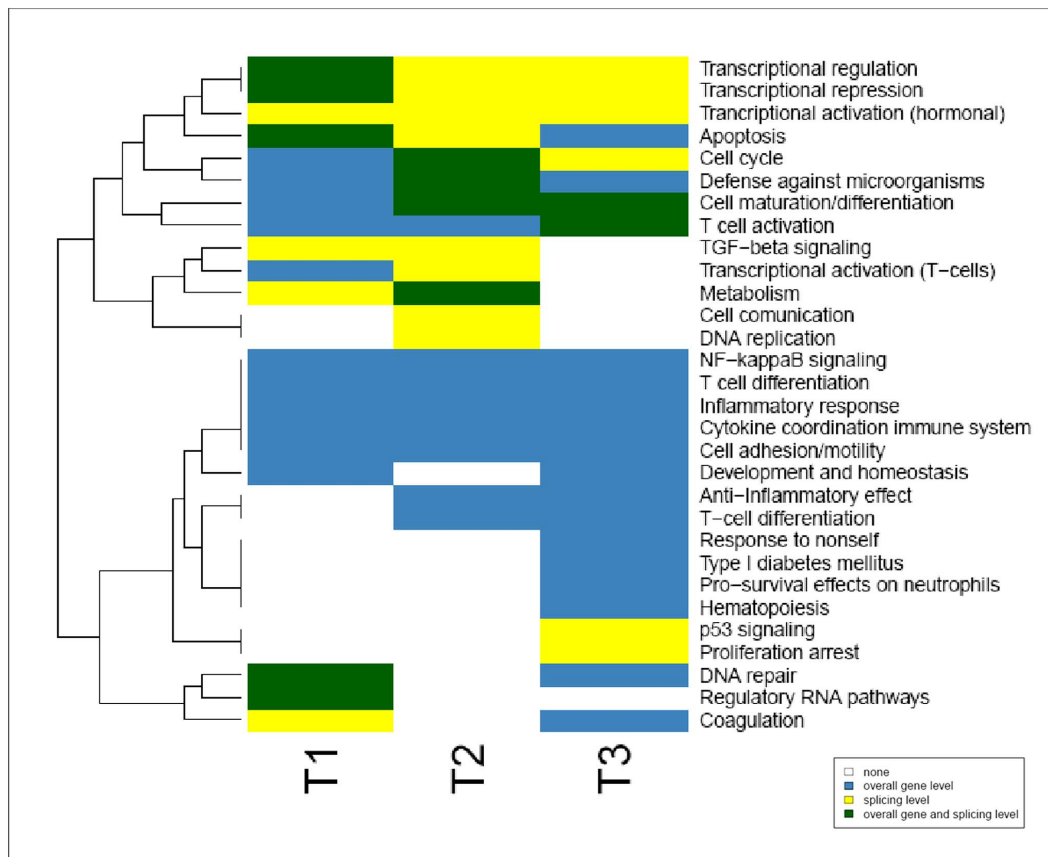 Transcriptional regulation
Transcriptional repression
Trancriptional activation (hormonal)
Apoptosis
Cell cycle
Defense against microorganisms
Cell maturation/differentiation
T cell activation
TGF−beta signaling
Transcriptional activation (T−cells)
Metabolism
Cell comunication
DNA replication
NF−kappaB signaling
T cell differentiation
Inflammatory response
Cytokine coordination immune system
Cell adhesion/motility
Development and homeostasis
Anti−Inflammatory effect
T−cell differentiation
Response to nonself
Type I diabetes mellitus
Pro−survival effects on neutrophils
Hematopoiesis
p53 signaling
Proliferation arrest
DNA repair
Regulatory RNA pathways
Coagulation
T1
T2
T3
none
overall gene level
splicing level
overall gene and splicing level